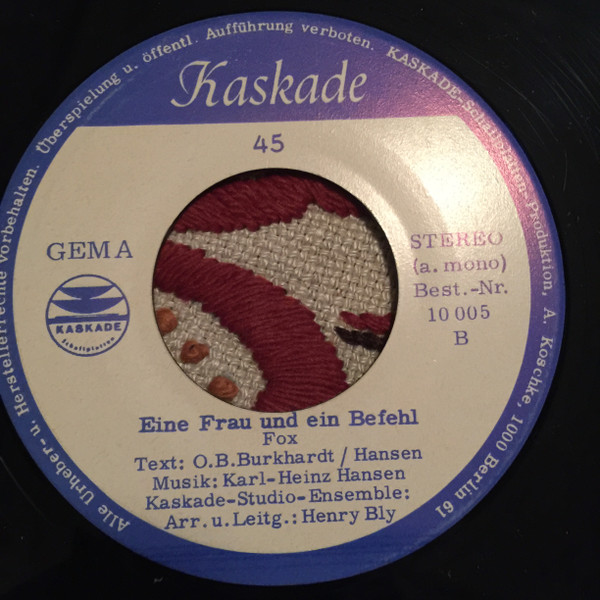 Alle Urheber- u. Herstellerrechte vorbehalten. Überspielung u. öffentl. Aufführung verboten. KASKADE-Schallplatten-Produktion, A. Koschke, 1000 Berlin 61
Kaskade
45
GEMA
KASKADE
Schallplatten
STEREO
(a. mono)
Best.-Nr.
10 005
B
Eine Frau und ein Befehl
Fox
Text: O.B.Burkhardt / Hansen
Musik: Karl-Heinz Hansen
Kaskade-Studio-Ensemble:
Arr. u. Leitg.: Henry Bly